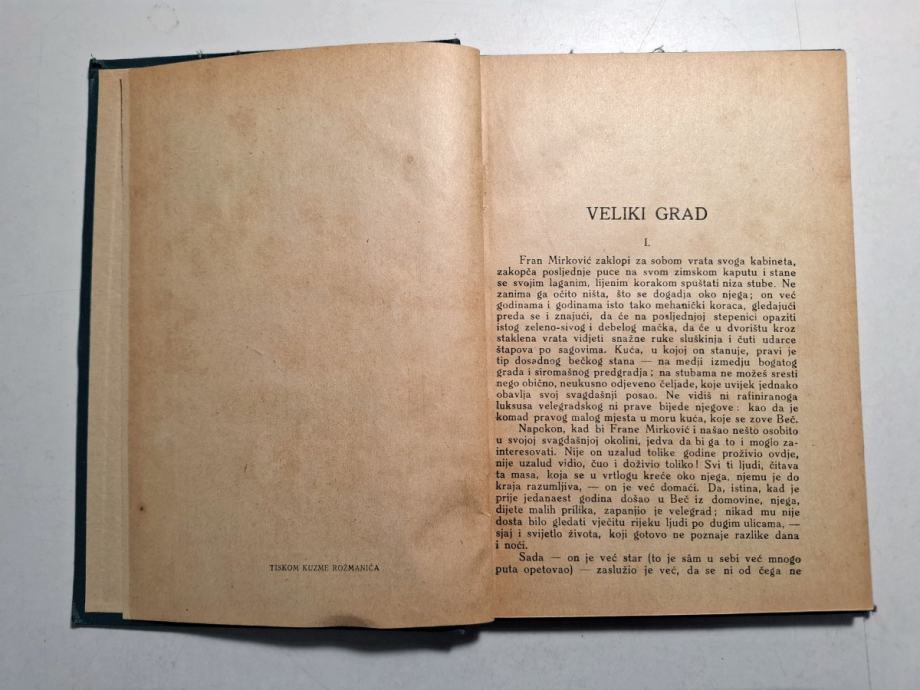 TISKOM KUZME ROŽMANIĆA
VELIKI GRAD
I.
Fran Mirković zaklopi za sobom vrata svoga kabineta,
zakopča posljednje puce na svom zimskom kaputu i stane
se svojim laganim, lijenim korakom spuštati niza stube. Ne
zanima ga očito ništa, što se dogadja oko njega; on već
godinama i godinama isto tako mehanički koraca, gledajući
preda se i znajući, da će na posljednjoj stepenici opaziti
istog zeleno-sivog i debelog mačka, da će u dvorištu kroz
staklena vrata vidjeti snažne ruke sluškinja i čuti udarce
štapova po sagovima. Kuća, u kojoj on stanuje, pravi je
tip dosadnog bečkog stana — na medji izmedju bogatog
grada i siromašnog predgradja; na stubama ne možeš sresti
nego obično, neukusno odjeveno čeljade, koje uvijek jednako
obavlja svoj svagdašnji posao. Ne vidiš ni rafiniranoga
luksusa velegradskog ni prave bijede njegove: kao da je
komad pravog malog mjesta u moru kuća, koje se zove Beč.
Napokon, kad bi Frane Mirković i našao nešto osobito
u svojoj svagdašnjoj okolini, jedva da bi ga to i moglo za-
interesovati. Nije on uzalud tolike godine proživio ovdje,
nije uzalud vidio, čuo i doživio toliko! Svi ti ljudi, čitava
ta masa, koja se u vrtlogu kreće oko njega, njemu je do
kraja razumljiva, — on je već domaći. Da, istina, kad je
prije jedanaest godina došao u Beč iz domovine, njega,
dijete malih prilika, zapanjio je velegrad; nikad mu nije
dosta bilo gledati vječitu rijeku ljudi po dugim ulicama, —
sjaj i svijetlo života, koji gotovo ne poznaje razlike dana
i noći.
Sada — on je već star (to je sâm u sebi već mnogo
puta opetovao) — zaslužio je već, da se ni od čega ne